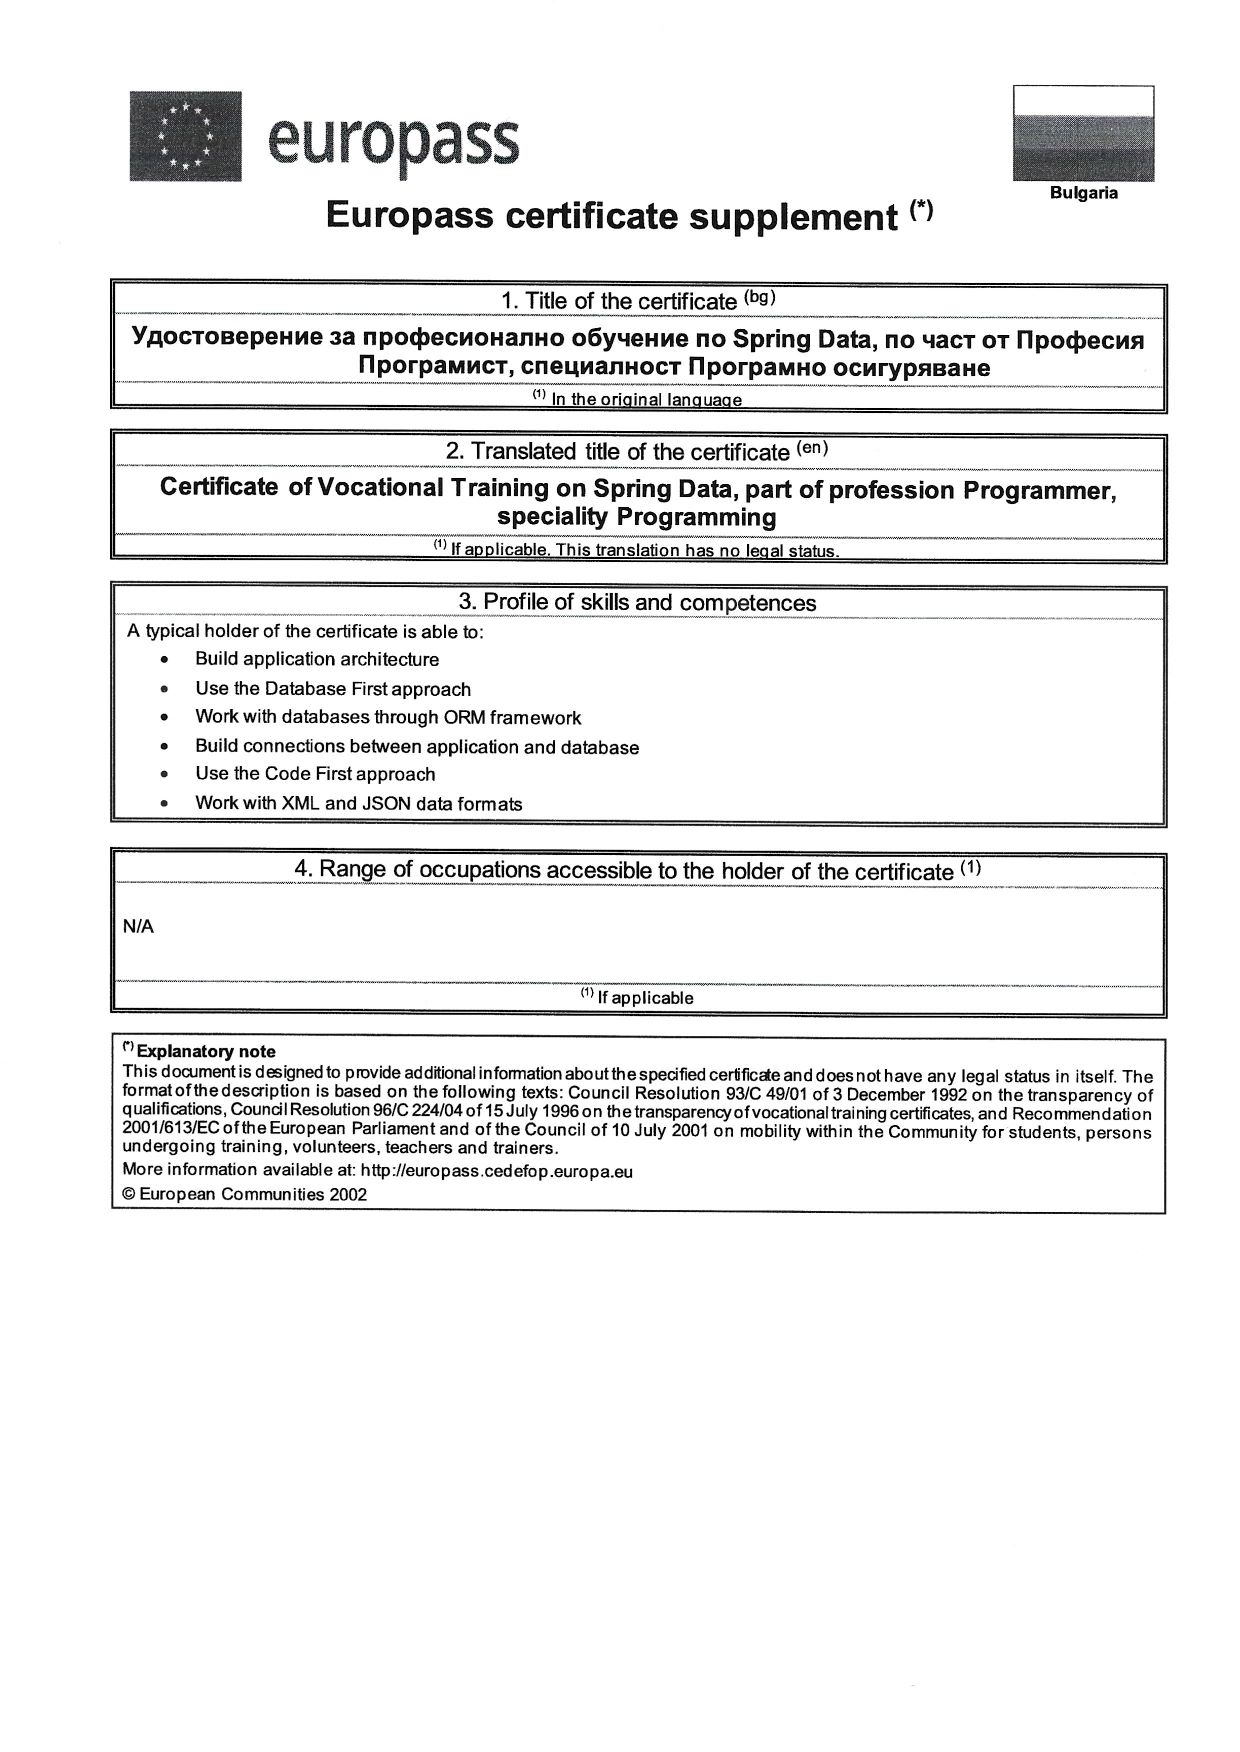 europass
Bulgaria
Europass certificate supplement (*)
1. Title of the certificate (bg)
Удостоверение за професионално обучение по Spring Data, по част от Професия
Програмист, специалност Програмно осигуряване
(1) In the original language
2. Translated title of the certificate (en)
Certificate of Vocational Training on Spring Data, part of profession Programmer,
speciality Programming
(1) If applicable. This translation has no legal status.
3. Profile of skills and competences
A typical holder of the certificate is able to:
• Build application architecture
• Use the Database First approach
• Work with databases through ORM framework
• Build connections between application and database
• Use the Code First approach
• Work with XML and JSON data formats
4. Range of occupations accessible to the holder of the certificate (1)
N/A
(1) If applicable
(*) Explanatory note
This document is designed to provide additional information about the specified certificate and does not have any legal status in itself. The
format of the description is based on the following texts: Council Resolution 93/C 49/01 of 3 December 1992 on the transparency of
qualifications, Council Resolution 96/C 224/04 of 15 July 1996 on the transparency of vocational training certificates, and Recommendation
2001/613/EC of the European Parliament and of the Council of 10 July 2001 on mobility within the Community for students, persons
undergoing training, volunteers, teachers and trainers.
More information available at: http://europass.cedefop.europa.eu
© European Communities 2002